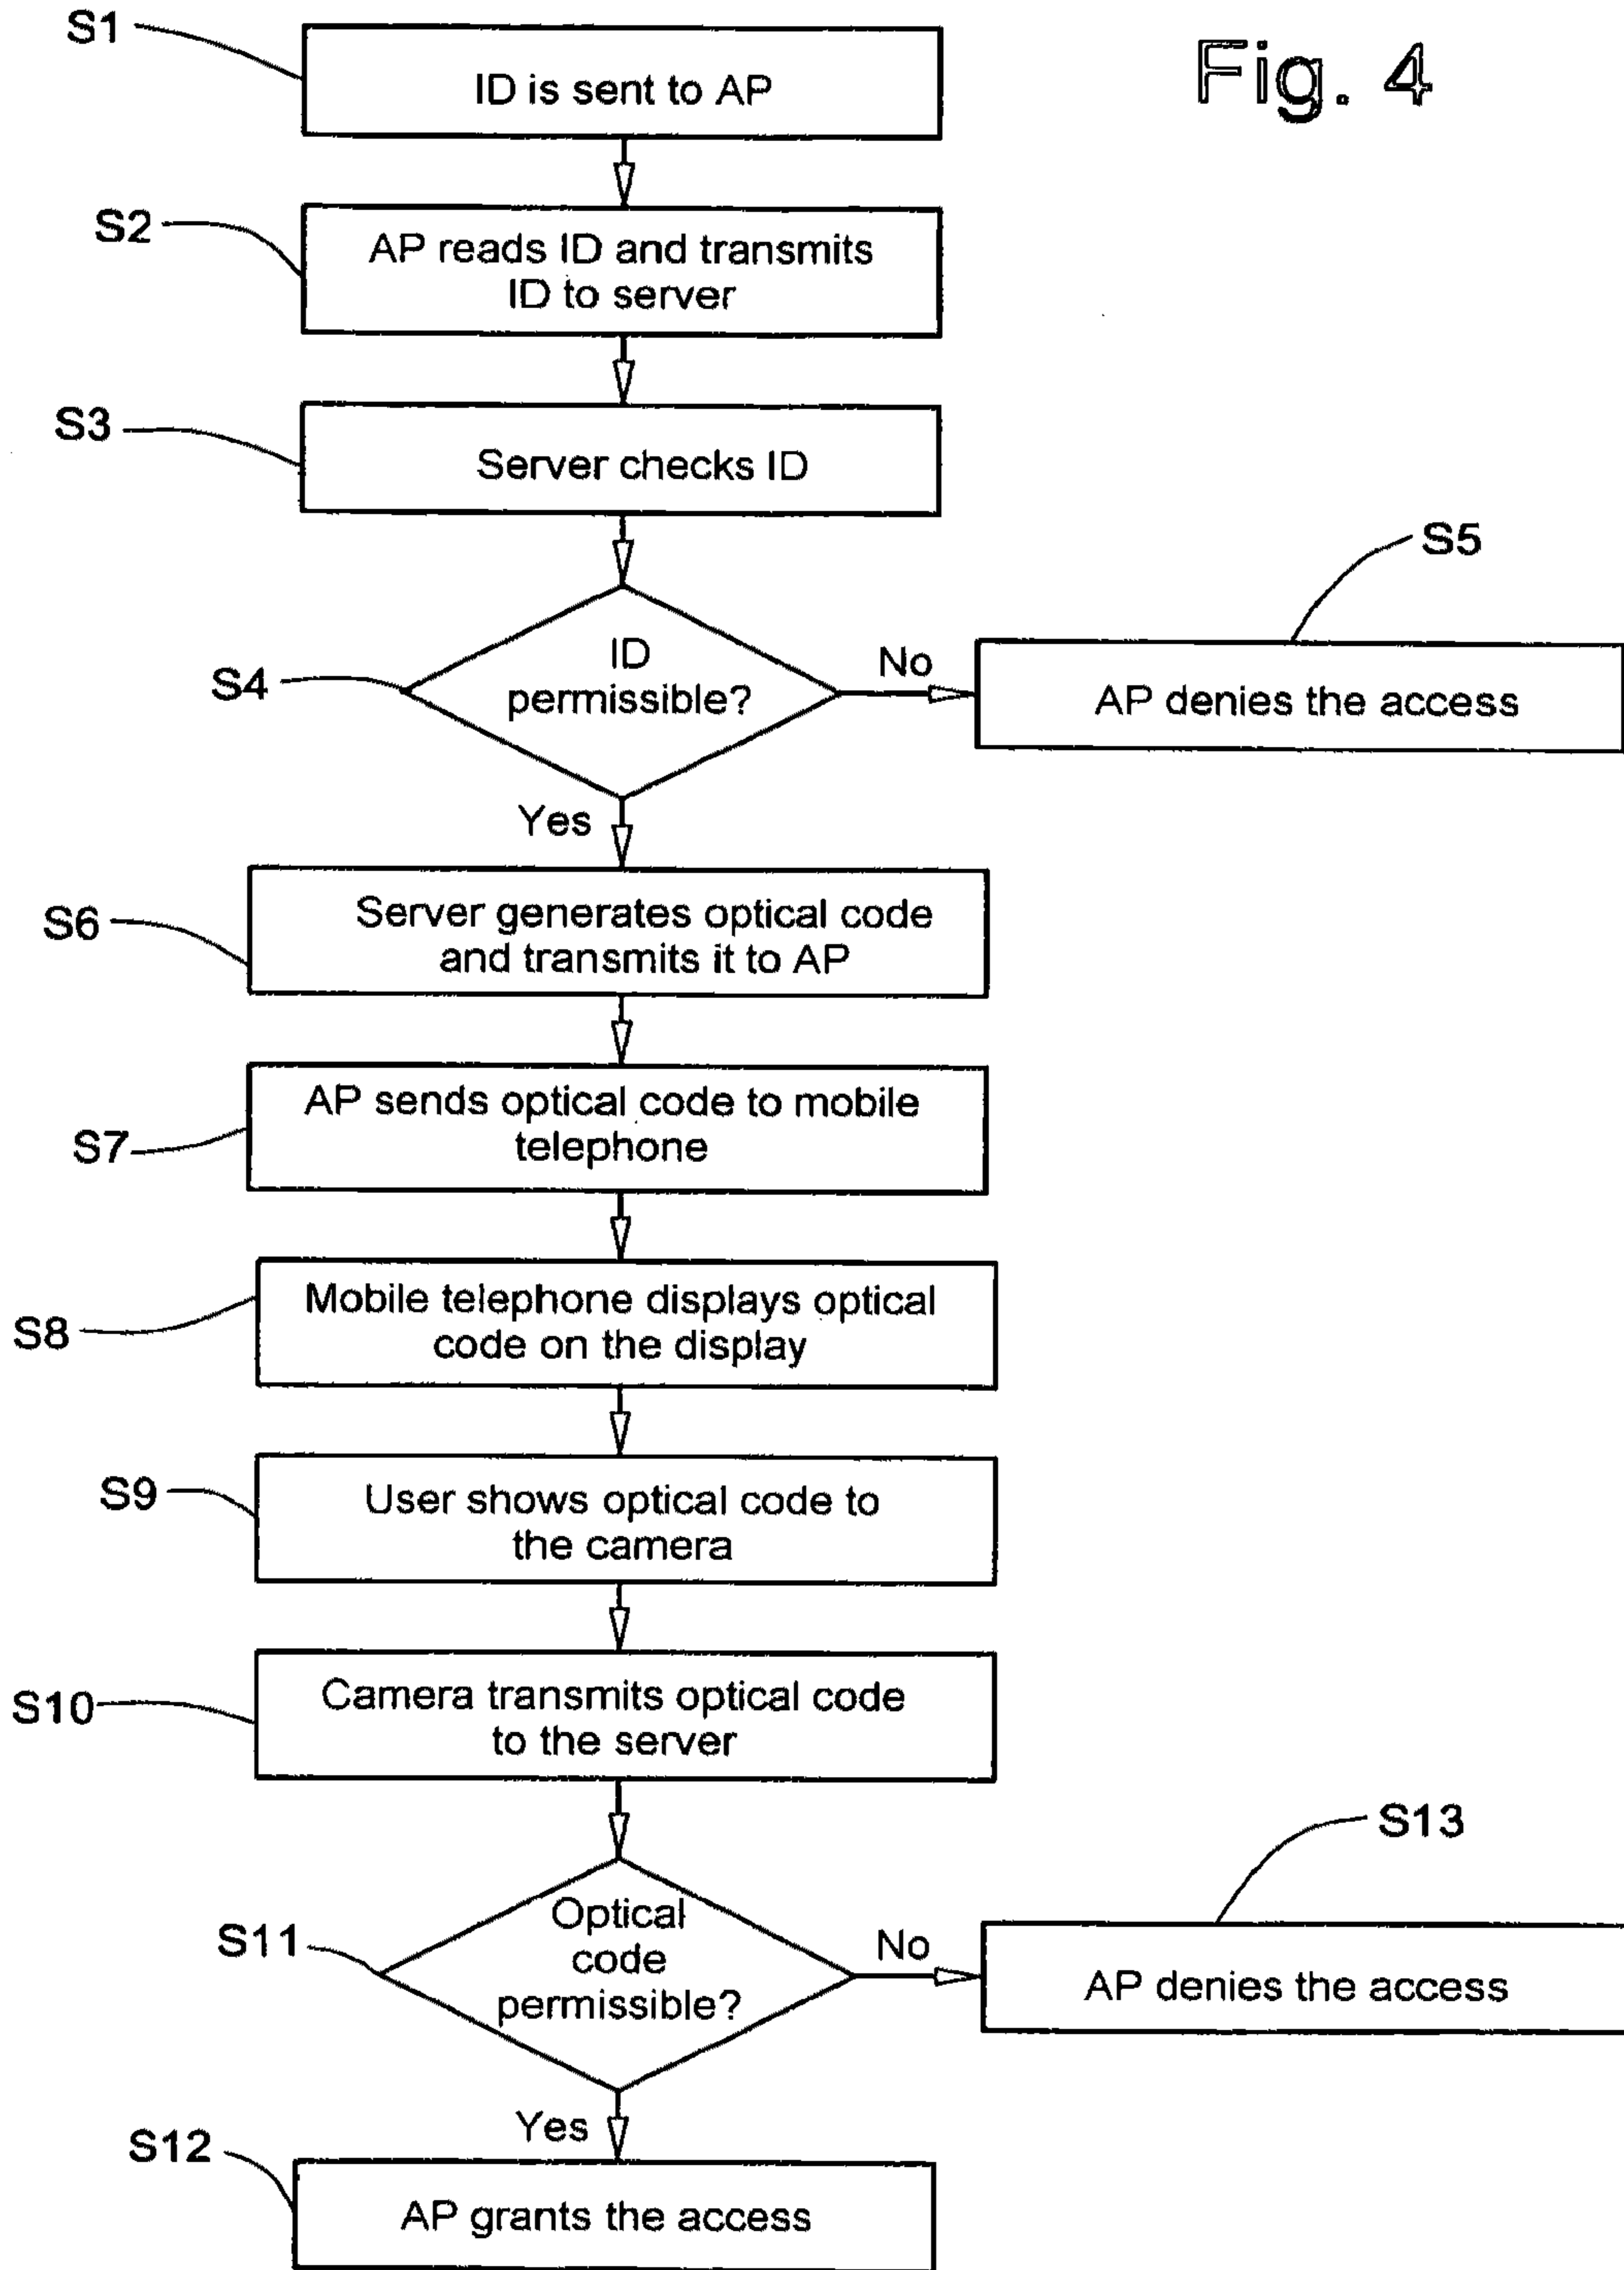 Fig. 4
S1
ID is sent to AP
S2
AP reads ID and transmits
ID to server
S3
Server checks ID
S4
ID
permissible?
No
S5
AP denies the access
Yes
S6
Server generates optical code
and transmits it to AP
S7
AP sends optical code to mobile
telephone
S8
Mobile telephone displays optical
code on the display
S9
User shows optical code to
the camera
S10
Camera transmits optical code
to the server
S11
Optical
code
permissible?
No
S13
AP denies the access
Yes
S12
AP grants the access